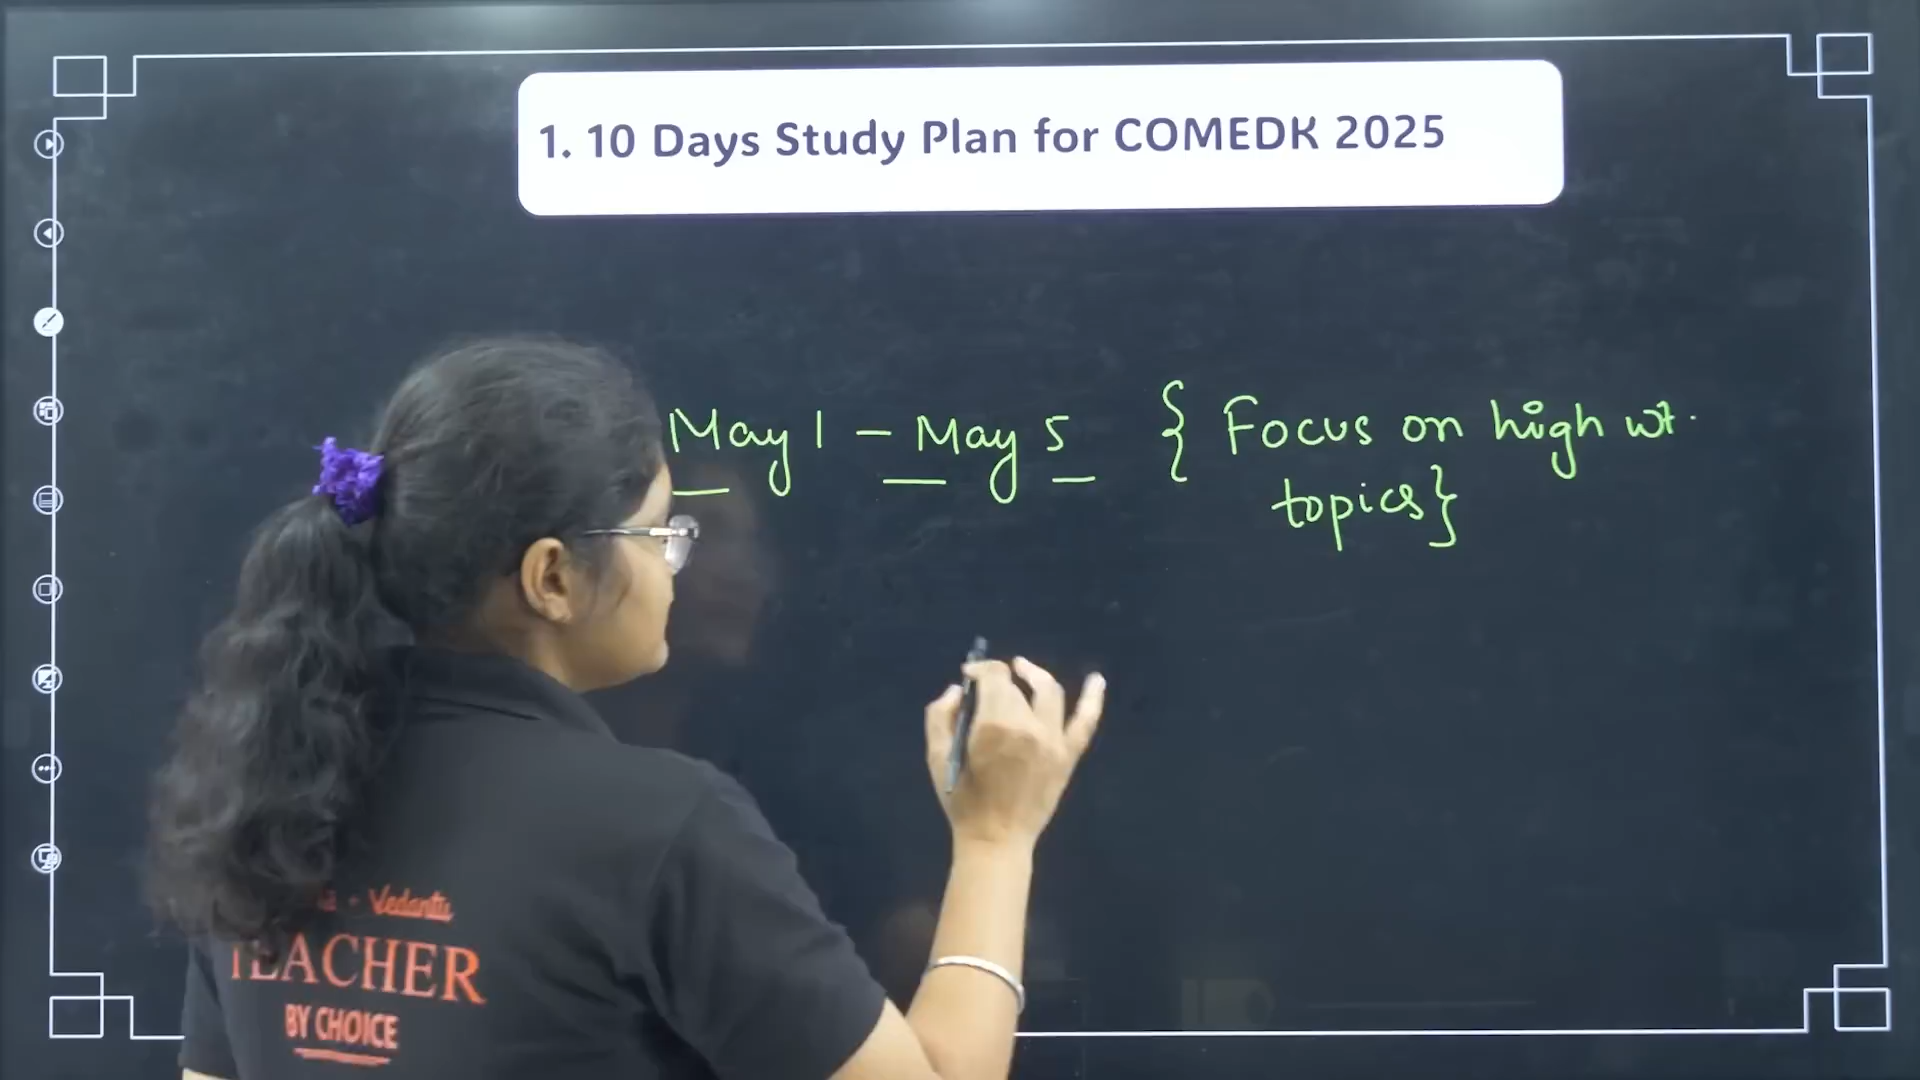 1. 10 Days Study Plan for COMEDK 2025
May 1 - May 5 { Focus on high wt.
topics}
Vedantu
TEACHER
BY CHOICE